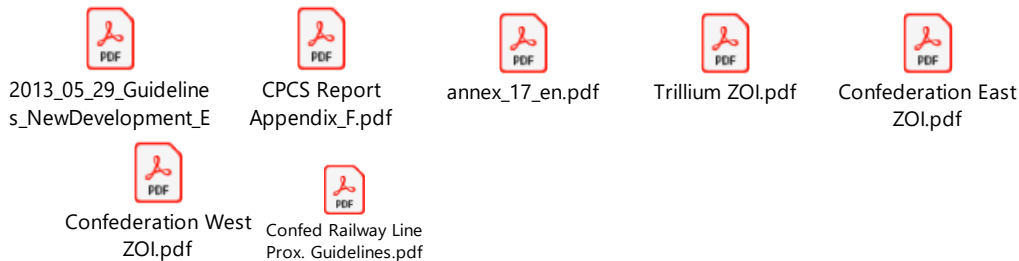 PDF PDF PDF PDF PDF
2013_05_29_Guideline CPCS Report annex_17_en.pdf Trillium ZOI.pdf Confederation East
s_NewDevelopment_E Appendix_F.pdf ZOI.pdf
PDF PDF
Confederation West Confed Railway Line
ZOI.pdf Prox. Guidelines.pdf